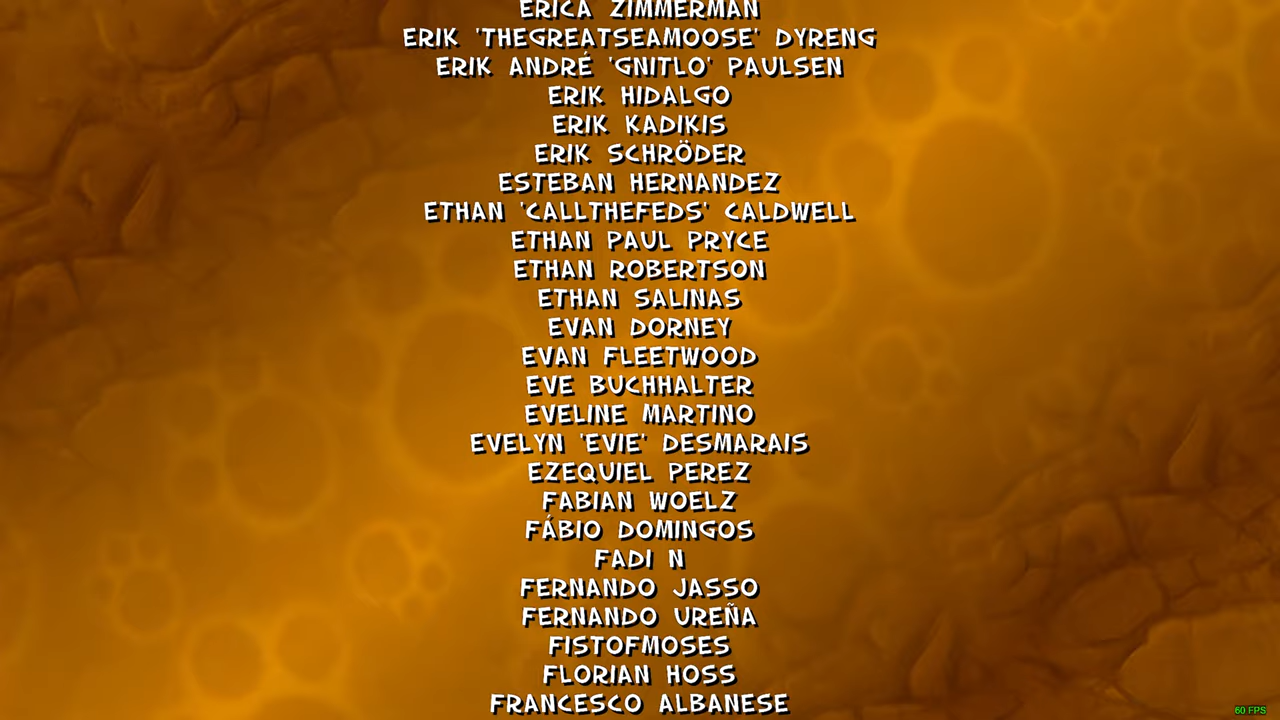 ERICA ZIMMERMAN
ERIK 'THEGREATSEAMOOSE' DYRENG
ERIK ANDRÉ 'GNITLO' PAULSEN
ERIK HIDALGO
ERIK KADIKIS
ERIK SCHRÖDER
ESTEBAN HERNANDEZ
ETHAN 'CALLTHEFEDS' CALDWELL
ETHAN PAUL PRYCE
ETHAN ROBERTSON
ETHAN SALINAS
EVAN DORNEY
EVAN FLEETWOOD
EVE BUCHHALTER
EVELINE MARTINO
EVELYN 'EVIE' DESMARAIS
EZEQUIEL PEREZ
FABIAN WOELZ
FÁBIO DOMINGOS
FADI N
FERNANDO JASSO
FERNANDO UREÑA
FISTOFMOSES
FLORIAN HOSS
FRANCESCO ALBANESE
60 FPS